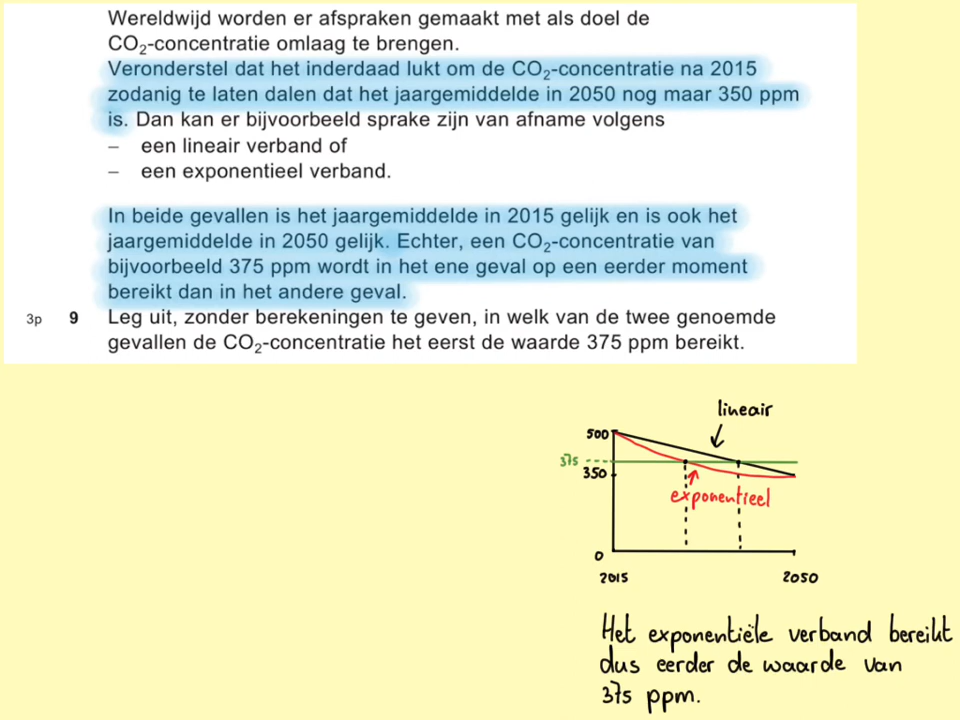 Wereldwijd worden er afspraken gemaakt met als doel de
CO₂-concentratie omlaag te brengen.
Veronderstel dat het inderdaad lukt om de CO₂-concentratie na 2015
zodanig te laten dalen dat het jaargemiddelde in 2050 nog maar 350 ppm
is. Dan kan er bijvoorbeeld sprake zijn van afname volgens
– een lineair verband of
– een exponentieel verband.
In beide gevallen is het jaargemiddelde in 2015 gelijk en is ook het
jaargemiddelde in 2050 gelijk. Echter, een CO₂-concentratie van
bijvoorbeeld 375 ppm wordt in het ene geval op een eerder moment
bereikt dan in het andere geval.
3p 9 Leg uit, zonder berekeningen te geven, in welk van de twee genoemde
gevallen de CO₂-concentratie het eerst de waarde 375 ppm bereikt.
lineair
500
375
350
exponentieel
0
2015 2050
Het exponentiële verband bereikt
dus eerder de waarde van
375 ppm.